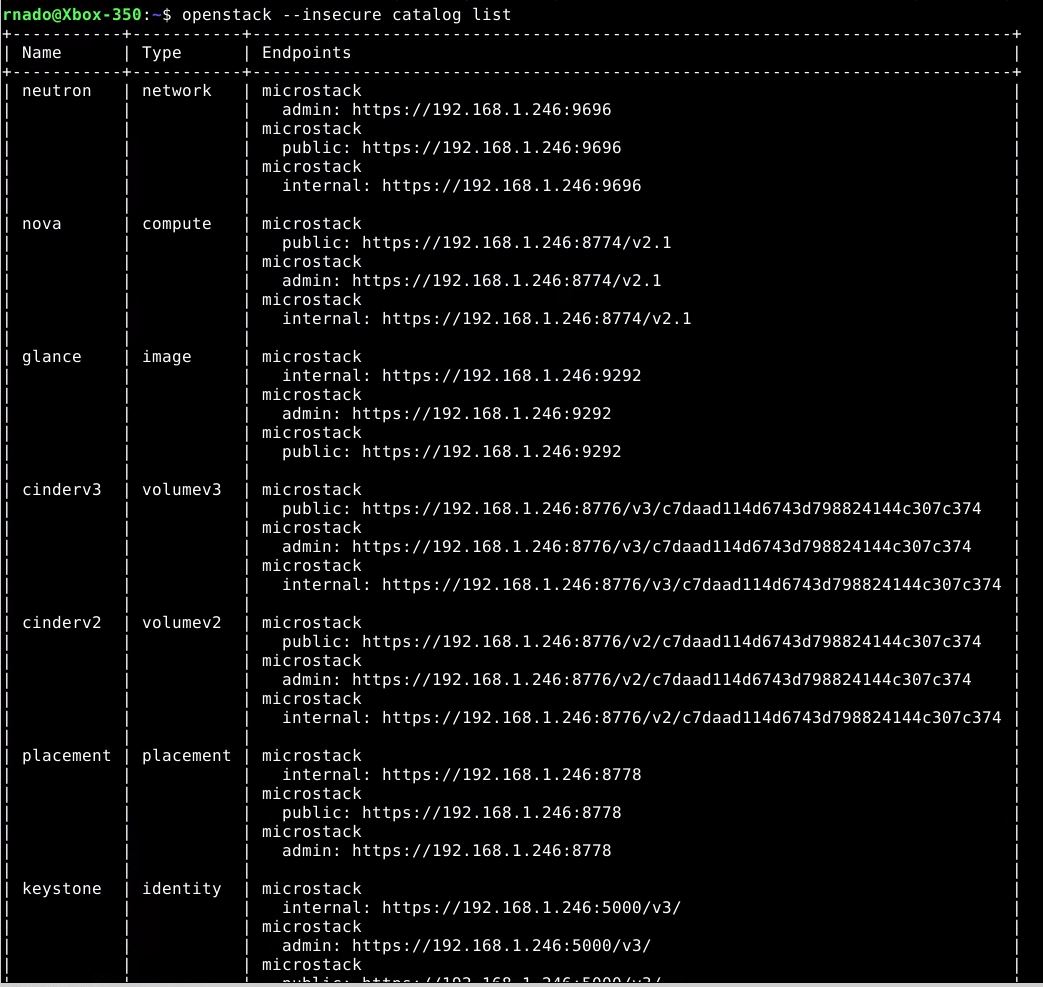 rnado@Xbox-350:~$ openstack --insecure catalog list
+-----------+-----------+----------------------------------------------------------------------------+
| Name | Type | Endpoints |
+-----------+-----------+----------------------------------------------------------------------------+
| neutron | network | microstack |
| | | admin: https://192.168.1.246:9696 |
| | | microstack |
| | | public: https://192.168.1.246:9696 |
| | | microstack |
| | | internal: https://192.168.1.246:9696 |
| | | |
| nova | compute | microstack |
| | | public: https://192.168.1.246:8774/v2.1 |
| | | microstack |
| | | admin: https://192.168.1.246:8774/v2.1 |
| | | microstack |
| | | internal: https://192.168.1.246:8774/v2.1 |
| | | |
| glance | image | microstack |
| | | internal: https://192.168.1.246:9292 |
| | | microstack |
| | | admin: https://192.168.1.246:9292 |
| | | microstack |
| | | public: https://192.168.1.246:9292 |
| | | |
| cinderv3 | volumev3 | microstack |
| | | public: https://192.168.1.246:8776/v3/c7daad114d6743d798824144c307c374 |
| | | microstack |
| | | admin: https://192.168.1.246:8776/v3/c7daad114d6743d798824144c307c374 |
| | | microstack |
| | | internal: https://192.168.1.246:8776/v3/c7daad114d6743d798824144c307c374 |
| | | |
| cinderv2 | volumev2 | microstack |
| | | public: https://192.168.1.246:8776/v2/c7daad114d6743d798824144c307c374 |
| | | microstack |
| | | admin: https://192.168.1.246:8776/v2/c7daad114d6743d798824144c307c374 |
| | | microstack |
| | | internal: https://192.168.1.246:8776/v2/c7daad114d6743d798824144c307c374 |
| | | |
| placement | placement | microstack |
| | | internal: https://192.168.1.246:8778 |
| | | microstack |
| | | public: https://192.168.1.246:8778 |
| | | microstack |
| | | admin: https://192.168.1.246:8778 |
| | | |
| keystone | identity | microstack |
| | | internal: https://192.168.1.246:5000/v3/ |
| | | microstack |
| | | admin: https://192.168.1.246:5000/v3/ |
| | | microstack |